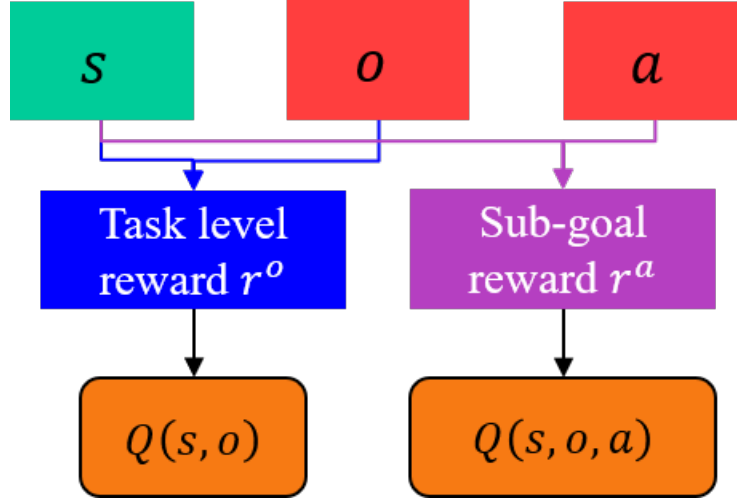 s
o
a
Task level
reward r^o
Sub-goal
reward r^a
Q(s, o)
Q(s, o, a)